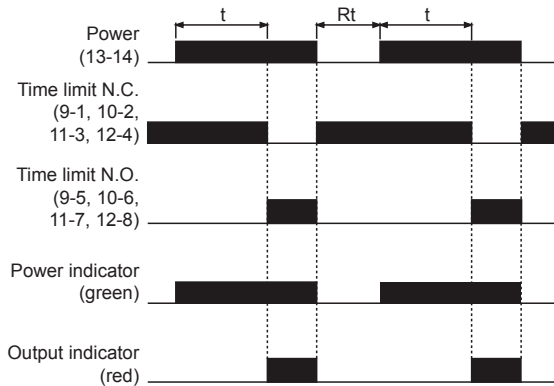 t Rt t
Power
(13-14)
Time limit N.C.
(9-1, 10-2,
11-3, 12-4)
Time limit N.O.
(9-5, 10-6,
11-7, 12-8)
Power indicator
(green)
Output indicator
(red)